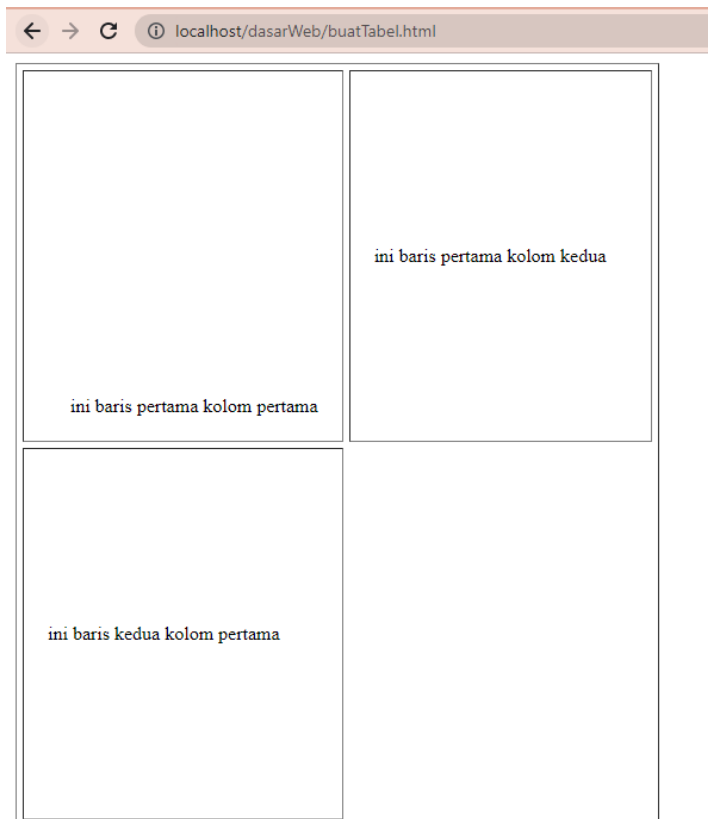 localhost/dasarWeb/buatTabel.html
ini baris pertama kolom kedua
ini baris pertama kolom pertama
ini baris kedua kolom pertama